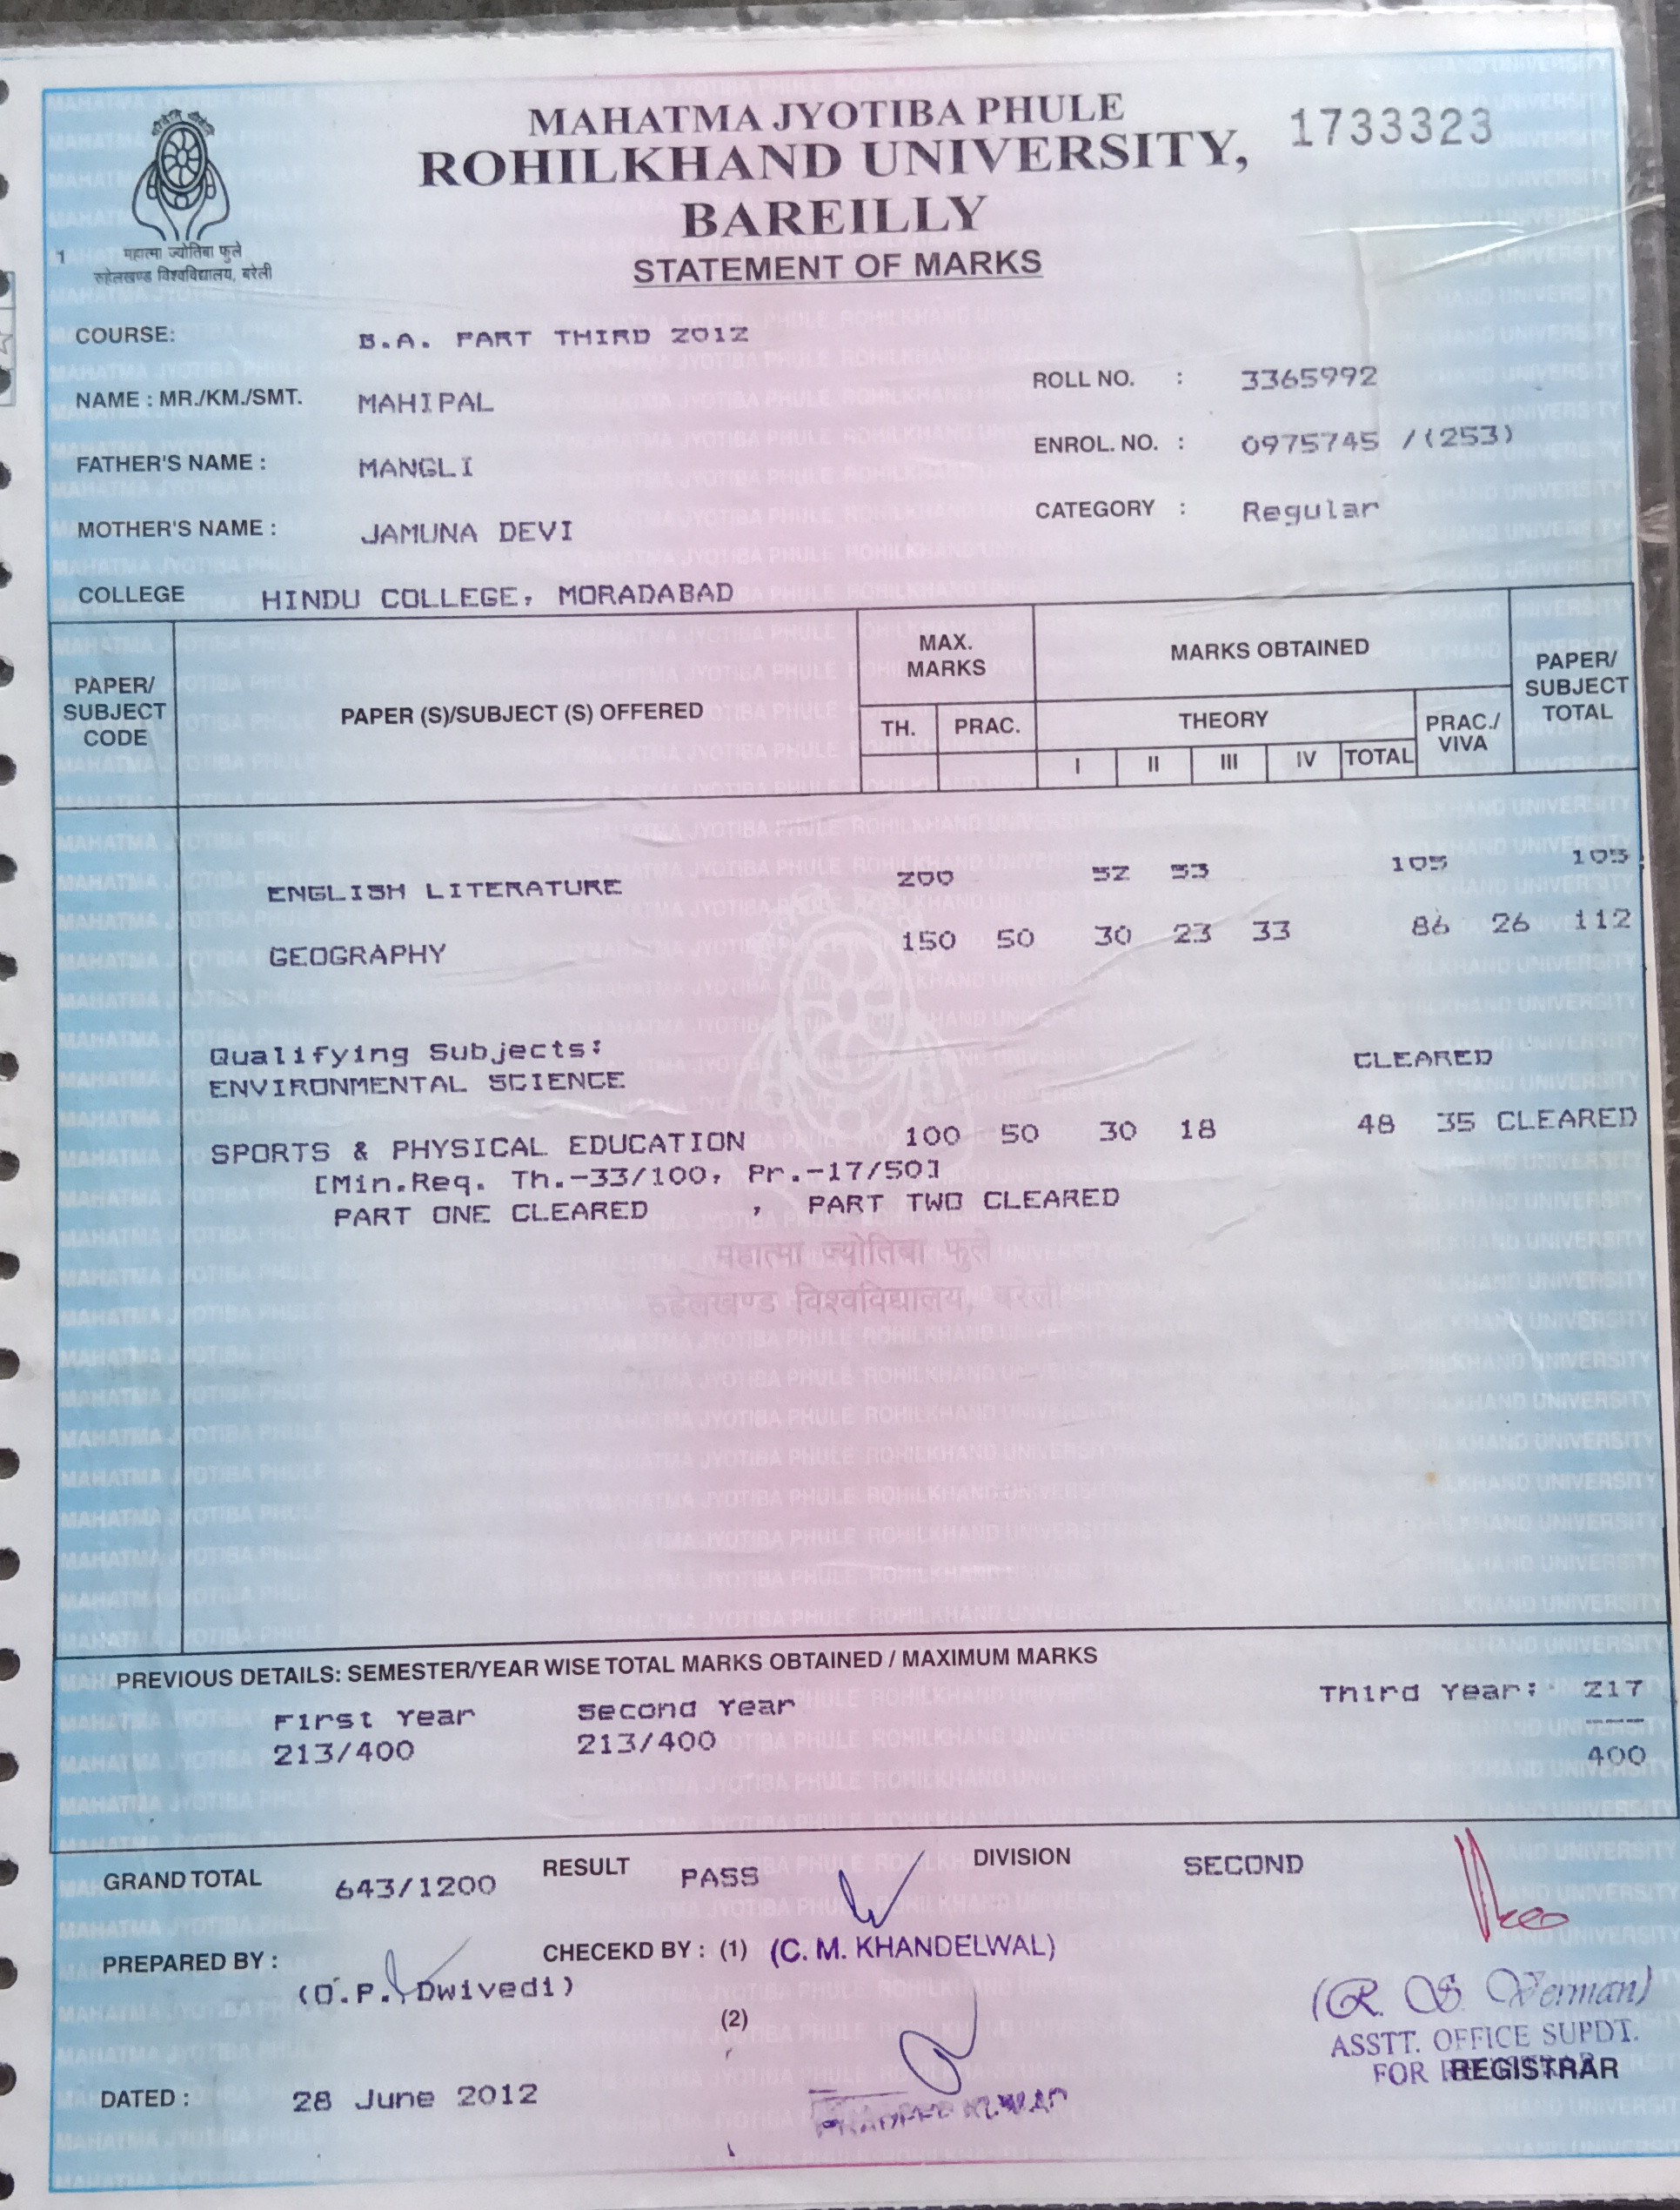 MAHATMA JYOTIBA PHULE
1733323
ROHILKHAND UNIVERSITY,
BAREILLY
STATEMENT OF MARKS
1
महात्मा ज्योतिबा फुले
रुहेलखण्ड विश्वविद्यालय, बरेली
COURSE: B.A. PART THIRD 2012
NAME : MR./KM./SMT. MAHIPAL ROLL NO. : 3365992
FATHER'S NAME : MANGLI ENROL. NO. : 0975745 /(253)
MOTHER'S NAME : JAMUNA DEVI CATEGORY : Regular
COLLEGE HINDU COLLEGE, MORADABAD
PAPER/ SUBJECT CODE PAPER (S)/SUBJECT (S) OFFERED MAX. MARKS MARKS OBTAINED PAPER/ SUBJECT TOTAL
TH. PRAC. THEORY PRAC./ VIVA
I II III IV TOTAL
ENGLISH LITERATURE 200 52 53 105 105
GEOGRAPHY 150 50 30 23 33 86 26 112
Qualifying Subjects:
ENVIRONMENTAL SCIENCE CLEARED
SPORTS & PHYSICAL EDUCATION 100 50 30 18 48 35 CLEARED
[Min.Req. Th.-33/100, Pr.-17/50]
PART ONE CLEARED , PART TWO CLEARED
महात्मा ज्योतिबा फुले
रुहेलखण्ड विश्वविद्यालय, बरेली
PREVIOUS DETAILS: SEMESTER/YEAR WISE TOTAL MARKS OBTAINED / MAXIMUM MARKS
First Year Second Year Third Year: 217
----
213/400 213/400 400
GRAND TOTAL 643/1200 RESULT PASS DIVISION SECOND
PREPARED BY : (O.P. Dwivedi) CHECEKD BY : (1) (C. M. KHANDELWAL)
(2)
(R. S. Verman)
ASSTT. OFFICE SUPDT.
FOR REGISTRAR
REGISTRAR
DATED : 28 June 2012